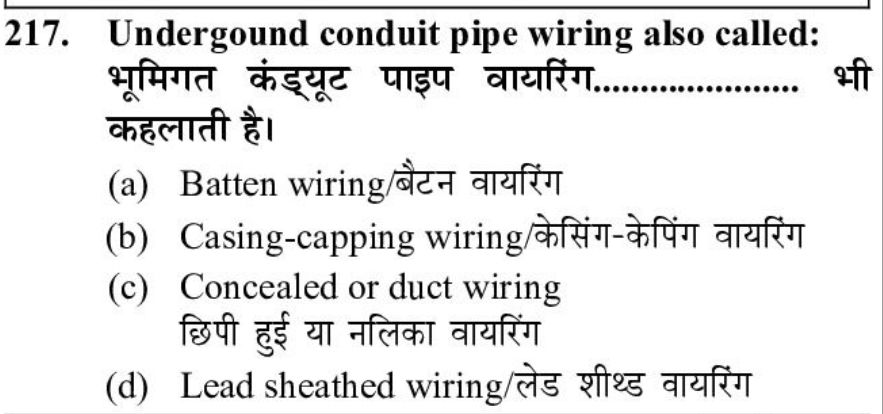 217. Undergound conduit pipe wiring also called:
भूमिगत कंड्यूट पाइप वायरिंग...................... भी
कहलाती है।
(a) Batten wiring/बैटन वायरिंग
(b) Casing-capping wiring/केसिंग-केपिंग वायरिंग
(c) Concealed or duct wiring
छिपी हुई या नलिका वायरिंग
(d) Lead sheathed wiring/लेड शीथ्ड वायरिंग